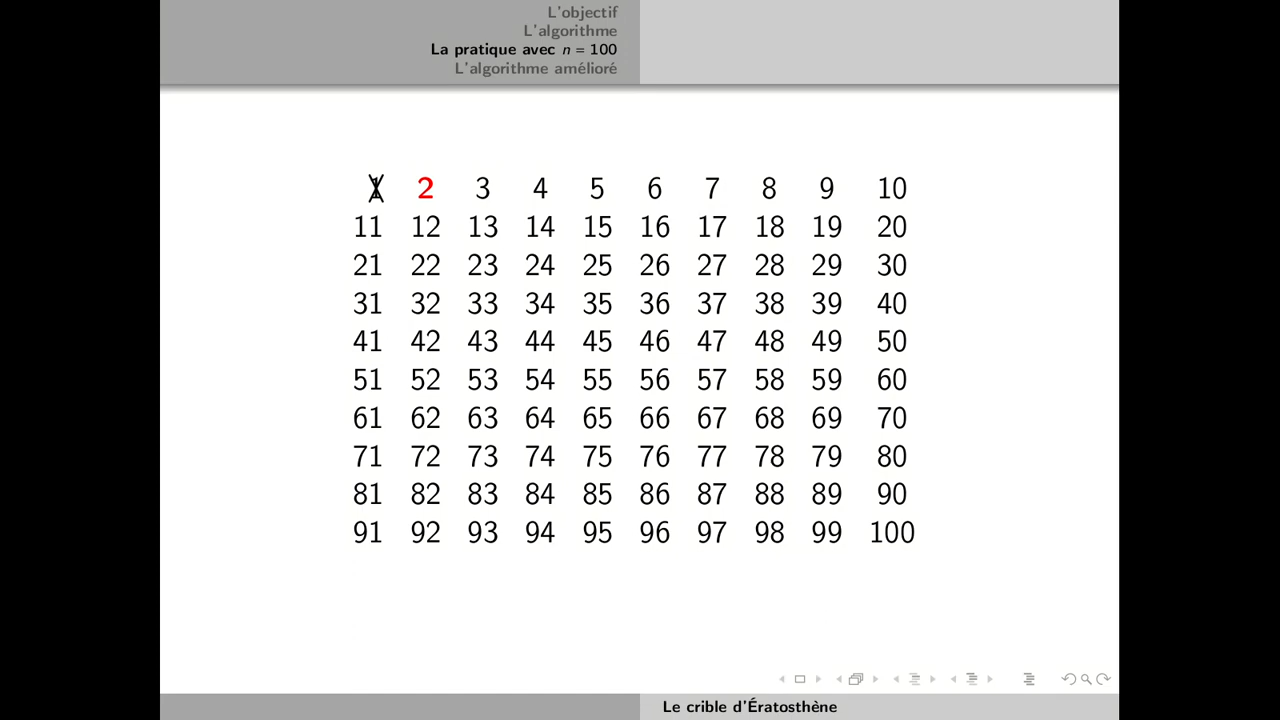 L'objectif
L'algorithme
La pratique avec n = 100
L'algorithme amélioré
1 2 3 4 5 6 7 8 9 10
11 12 13 14 15 16 17 18 19 20
21 22 23 24 25 26 27 28 29 30
31 32 33 34 35 36 37 38 39 40
41 42 43 44 45 46 47 48 49 50
51 52 53 54 55 56 57 58 59 60
61 62 63 64 65 66 67 68 69 70
71 72 73 74 75 76 77 78 79 80
81 82 83 84 85 86 87 88 89 90
91 92 93 94 95 96 97 98 99 100
Le crible d'Ératosthène